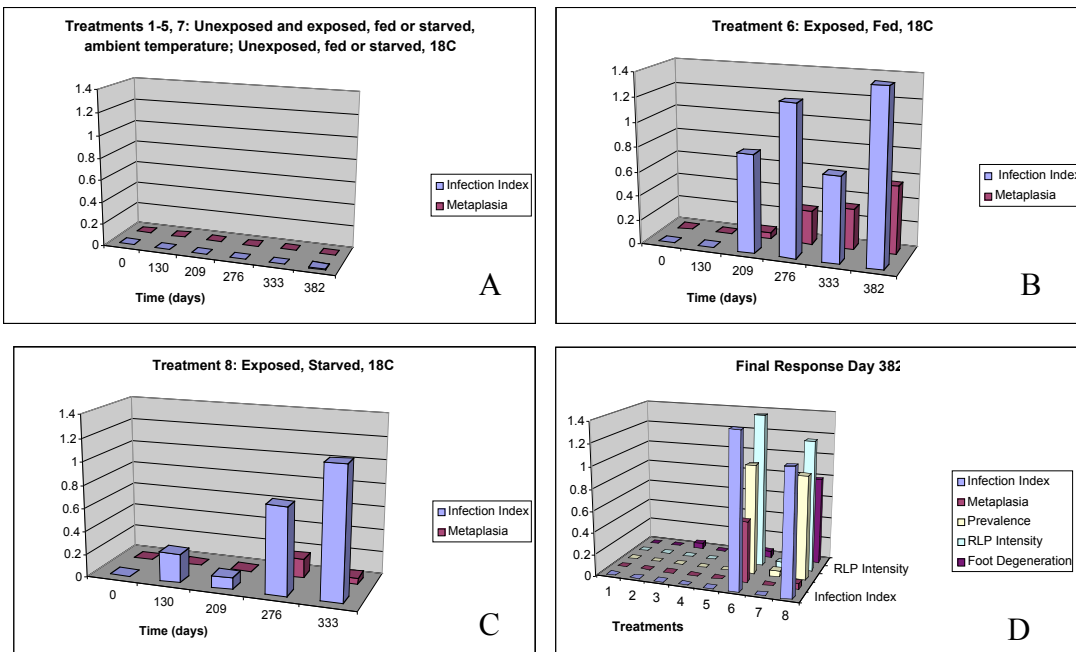 Treatments 1-5, 7: Unexposed and exposed, fed or starved,
ambient temperature; Unexposed, fed or starved, 18C
1.4
1.2
1
0.8
0.6
0.4
0.2
0
0
130
209
276
333
382
Time (days)
Infection Index
Metaplasia
A
Treatment 6: Exposed, Fed, 18C
1.4
1.2
1
0.8
0.6
0.4
0.2
0
0
130
209
276
333
382
Time (days)
Infection Index
Metaplasia
B
Treatment 8: Exposed, Starved, 18C
1.4
1.2
1
0.8
0.6
0.4
0.2
0
0
130
209
276
333
Time (days)
Infection Index
Metaplasia
C
Final Response Day 382
1.4
1.2
1
0.8
0.6
0.4
0.2
0
1
2
3
4
5
6
7
8
Treatments
RLP Intensity
Infection Index
Infection Index
Metaplasia
Prevalence
RLP Intensity
Foot Degeneration
D